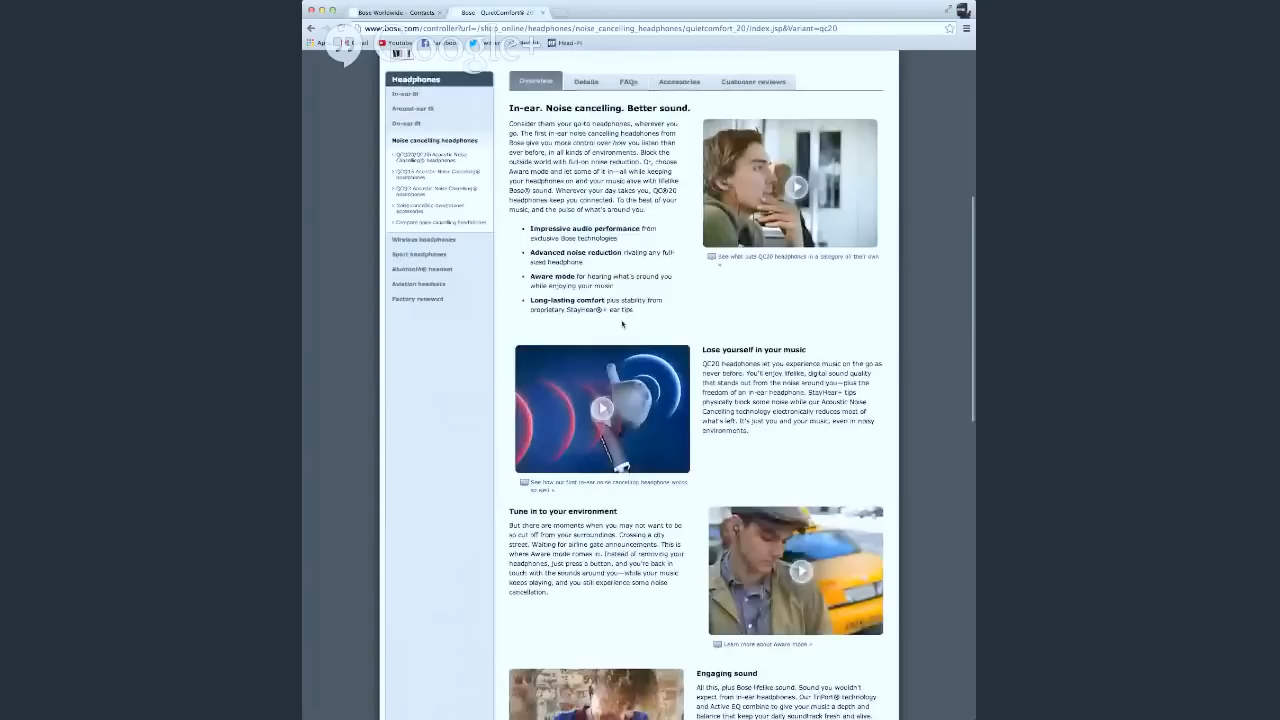 Bose Worldwide - Contacts
Bose - QuietComfort® 20
www.bose.com/controller?url=/shop_online/headphones/noise_cancelling_headphones/quietcomfort_20/index.jsp&Variant=qc20
Gmail
Youtube
Head-Fi
Google+
Headphones
Overview
Details
FAQs
Accessories
Customer reviews
In-ear fit
Around-ear fit
On-ear fit
Noise cancelling headphones
Acoustic Noise
Cancelling® headphones
Acoustic Noise Cancelling®
headphones
Acoustic Noise Cancelling®
headphones
Noise cancelling headphones
accessories
Compare noise cancelling headphones
Wireless headphones
Sport headphones
Bluetooth® headset
Aviation headsets
Factory renewed
In-ear. Noise cancelling. Better sound.
Consider them your go-to headphones, wherever you
go. The first in-ear noise cancelling headphones from
Bose give you more control over how you listen than
ever before, in all kinds of environments. Block the
outside world with full-on noise reduction. Or, choose
Aware mode and let some of it in—all while keeping
your headphones on and your music alive with lifelike
Bose® sound. Wherever your day takes you, QC®20
headphones keep you connected. To the best of your
music, and the pulse of what's around you.
• Impressive audio performance from
exclusive Bose technologies
• Advanced noise reduction rivaling any full-
sized headphone
• Aware mode for hearing what's around you
while enjoying your music
• Long-lasting comfort plus stability from
proprietary StayHear®+ ear tips
See what puts QC20 headphones in a category all their own
»
Lose yourself in your music
QC20 headphones let you experience music on the go as
never before. You'll enjoy lifelike, digital sound quality
that stands out from the noise around you—plus the
freedom of an in-ear headphone. StayHear+ tips
physically block some noise while our Acoustic Noise
Cancelling technology electronically reduces most of
what's left. It's just you and your music, even in noisy
environments.
See how our first in-ear noise cancelling headphone works
so well »
Tune in to your environment
But there are moments when you may not want to be
so cut off from your surroundings. Crossing a city
street. Waiting for airline gate announcements. This is
where Aware mode comes in. Instead of removing your
headphones, just press a button, and you're back in
touch with the sounds around you—while your music
keeps playing, and you still experience some noise
cancellation.
Learn more about Aware mode »
Engaging sound
All this, plus Bose lifelike sound. Sound you wouldn't
expect from in-ear headphones. Our TriPort® technology
and Active EQ combine to give your music a depth and
balance that keep your daily soundtrack fresh and alive.